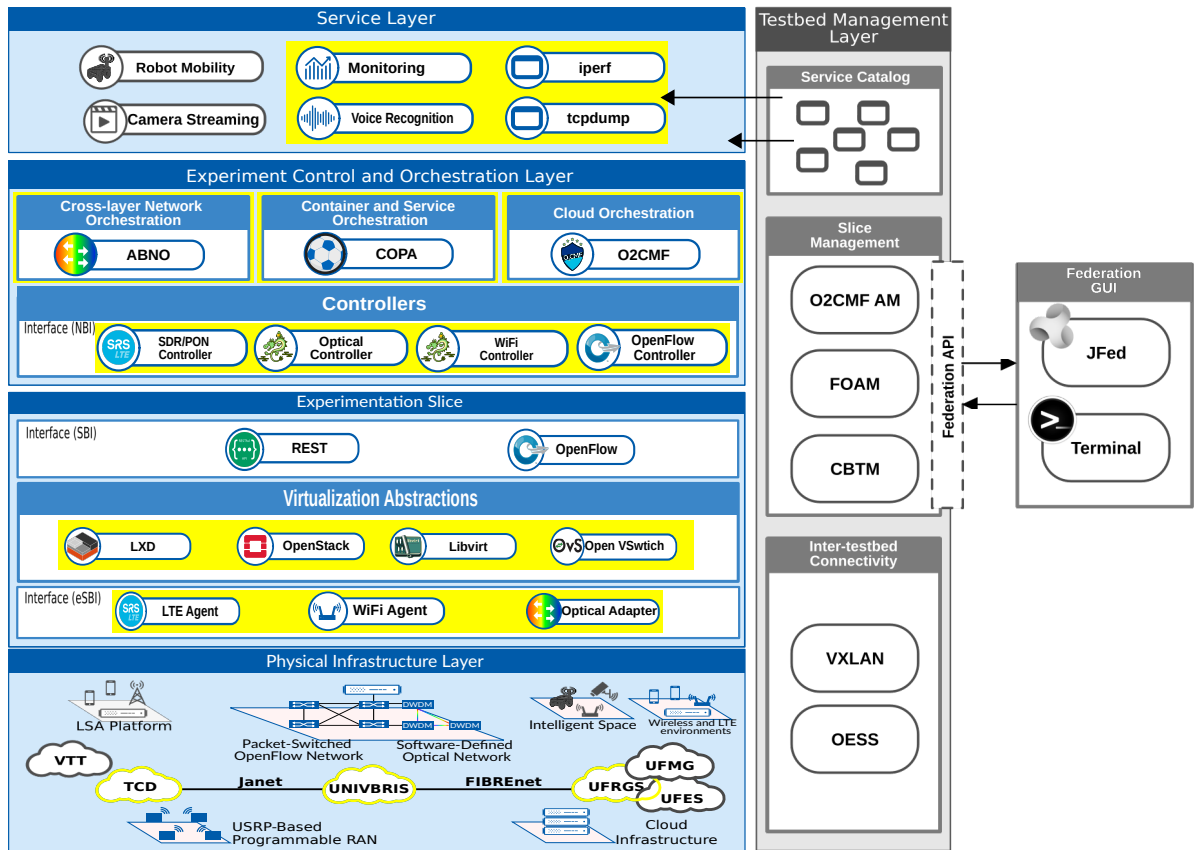 Service Layer
Robot Mobility
Monitoring
iperf
Camera Streaming
Voice Recognition
tcpdump
Experiment Control and Orchestration Layer
Cross-layer Network
Orchestration
ABNO
Container and Service
Orchestration
COPA
Cloud Orchestration
O2CMF
Controllers
Interface (NBI)
SRS
LTE
SDR/PON
Controller
Optical
Controller
WiFi
Controller
OpenFlow
Controller
Experimentation Slice
Interface (SBI)
REST
OpenFlow
Virtualization Abstractions
LXD
OpenStack
Libvirt
OvS
Open VSwtich
Interface (eSBI)
SRS
LTE
LTE Agent
WiFi Agent
Optical Adapter
Physical Infrastructure Layer
LSA Platform
DWDM
DWDM
DWDM
Packet-Switched
OpenFlow Network
Software-Defined
Optical Network
Intelligent Space
Wireless and LTE
environments
VTT
TCD
Janet
UNIVBRIS
FIBREnet
UFRGS
UFMG
UFES
USRP-Based
Programmable RAN
Cloud
Infrastructure
Testbed Management
Layer
Service Catalog
Slice
Management
O2CMF AM
FOAM
CBTM
Federation API
Inter-testbed
Connectivity
VXLAN
OESS
Federation
GUI
JFed
Terminal